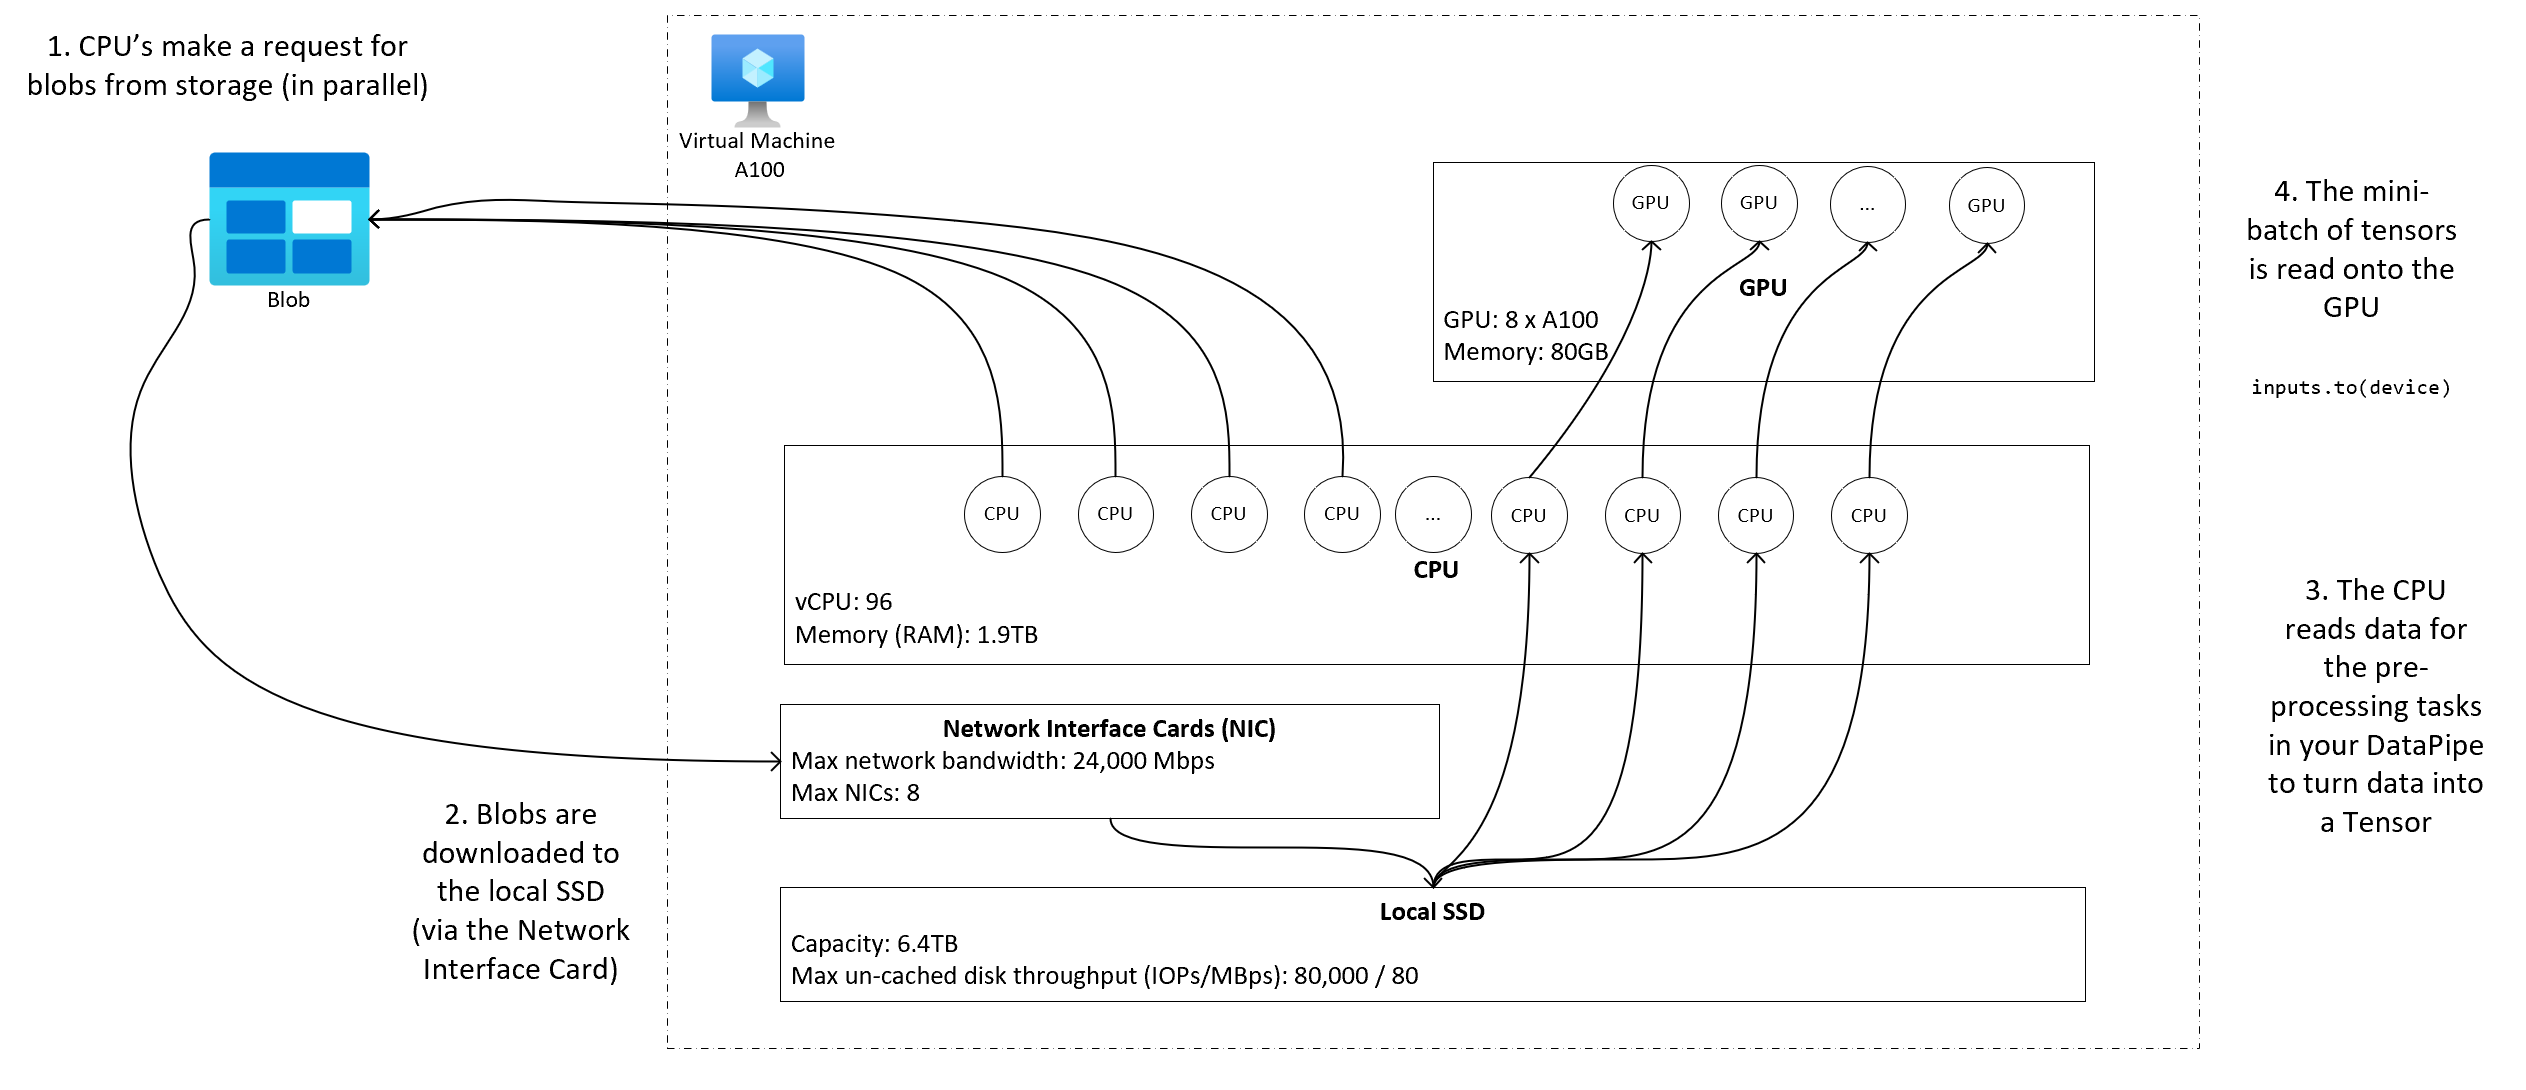 1. CPU’s make a request for
blobs from storage (in parallel)
Virtual Machine
A100
Blob
GPU
GPU
...
GPU
GPU
GPU: 8 x A100
Memory: 80GB
4. The mini-
batch of tensors
is read onto the
GPU
inputs.to(device)
CPU
CPU
CPU
CPU
...
CPU
CPU
CPU
CPU
CPU
vCPU: 96
Memory (RAM): 1.9TB
3. The CPU
reads data for
the pre-
processing tasks
in your DataPipe
to turn data into
a Tensor
Network Interface Cards (NIC)
Max network bandwidth: 24,000 Mbps
Max NICs: 8
2. Blobs are
downloaded to
the local SSD
(via the Network
Interface Card)
Local SSD
Capacity: 6.4TB
Max un-cached disk throughput (IOPs/MBps): 80,000 / 80